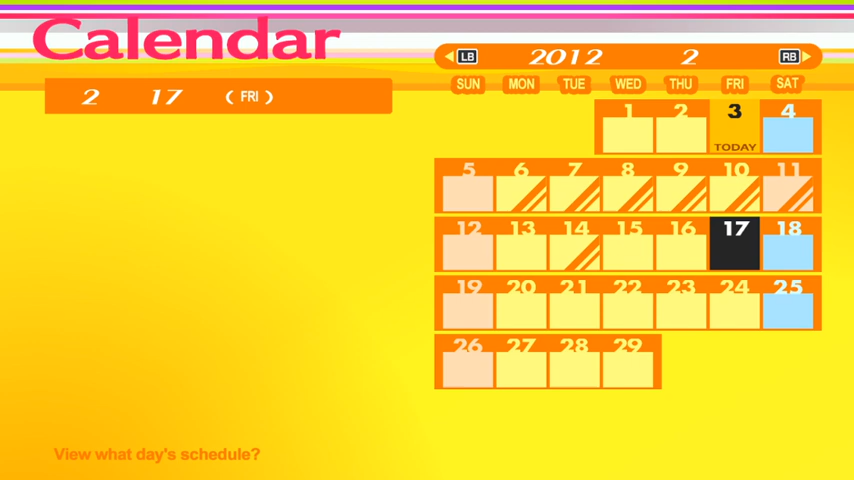 Calendar
LB 2012 2 RB
2 17 ( FRI )
SUN MON TUE WED THU FRI SAT
1 2 3 4
TODAY
5 6 7 8 9 10 11
12 13 14 15 16 17 18
19 20 21 22 23 24 25
26 27 28 29
View what day's schedule?